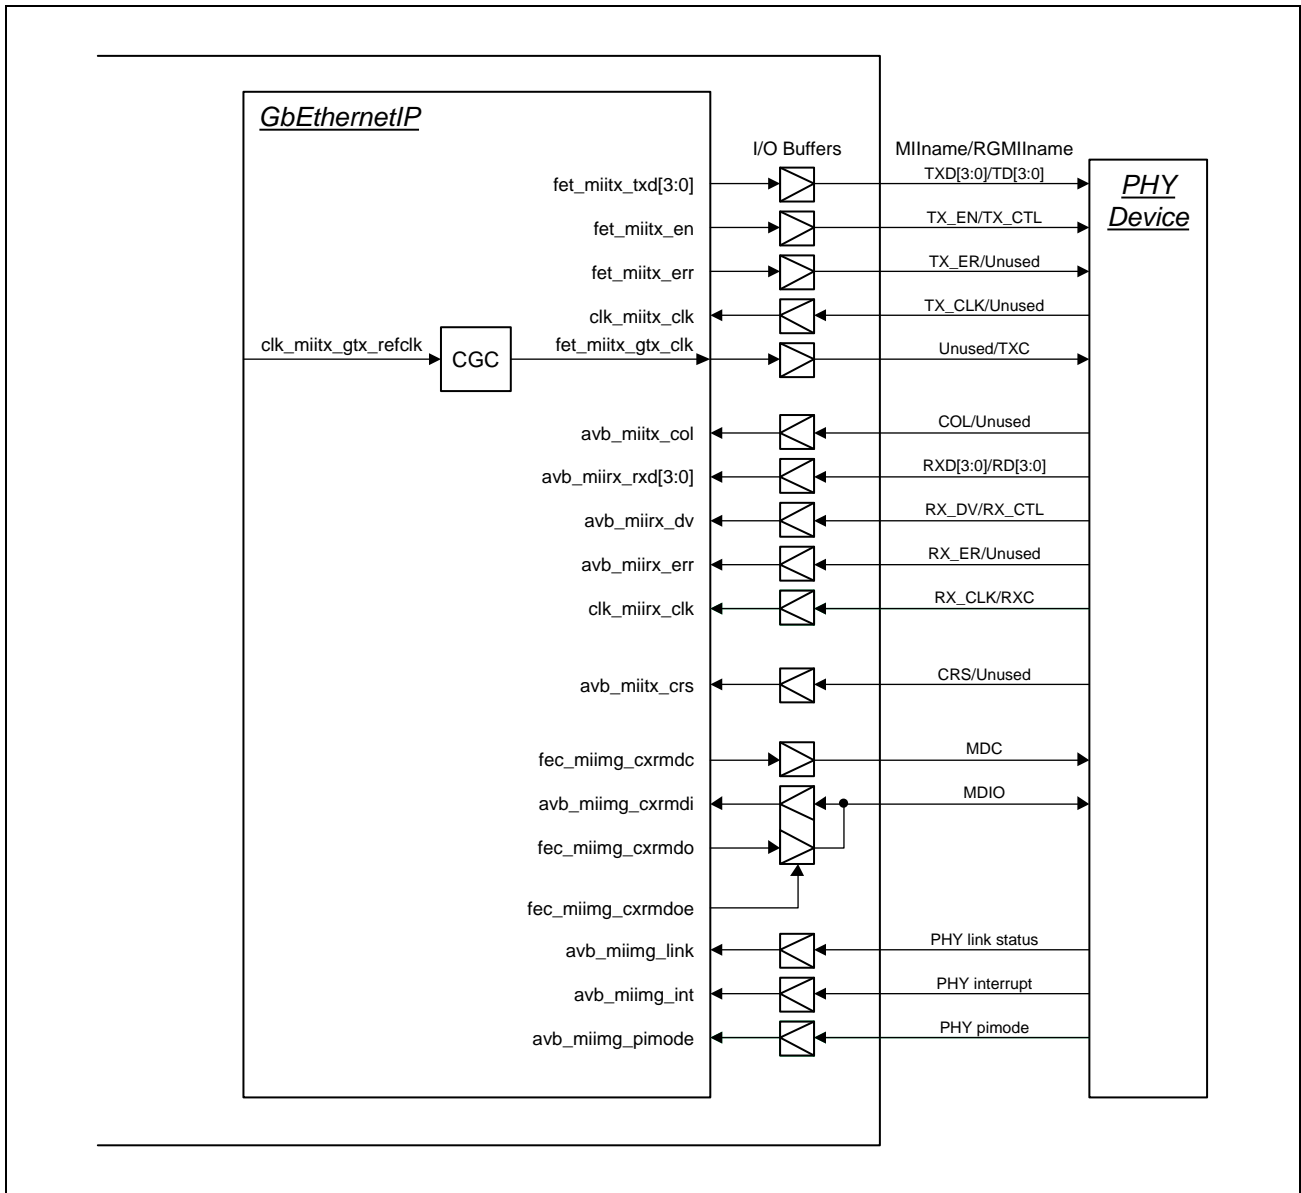 GbEthernetIP
I/O Buffers
MIIname/RGMIIname
PHY
Device
fet_miitx_txd[3:0]
TXD[3:0]/TD[3:0]
fet_miitx_en
TX_EN/TX_CTL
fet_miitx_err
TX_ER/Unused
clk_miitx_clk
TX_CLK/Unused
clk_miitx_gtx_refclk
CGC
fet_miitx_gtx_clk
Unused/TXC
avb_miitx_col
COL/Unused
avb_miirx_rxd[3:0]
RXD[3:0]/RD[3:0]
avb_miirx_dv
RX_DV/RX_CTL
avb_miirx_err
RX_ER/Unused
clk_miirx_clk
RX_CLK/RXC
avb_miitx_crs
CRS/Unused
fec_miimg_cxrmdc
MDC
avb_miimg_cxrmdi
MDIO
fec_miimg_cxrmdo
fec_miimg_cxrmdoe
avb_miimg_link
PHY link status
avb_miimg_int
PHY interrupt
avb_miimg_pimode
PHY pimode